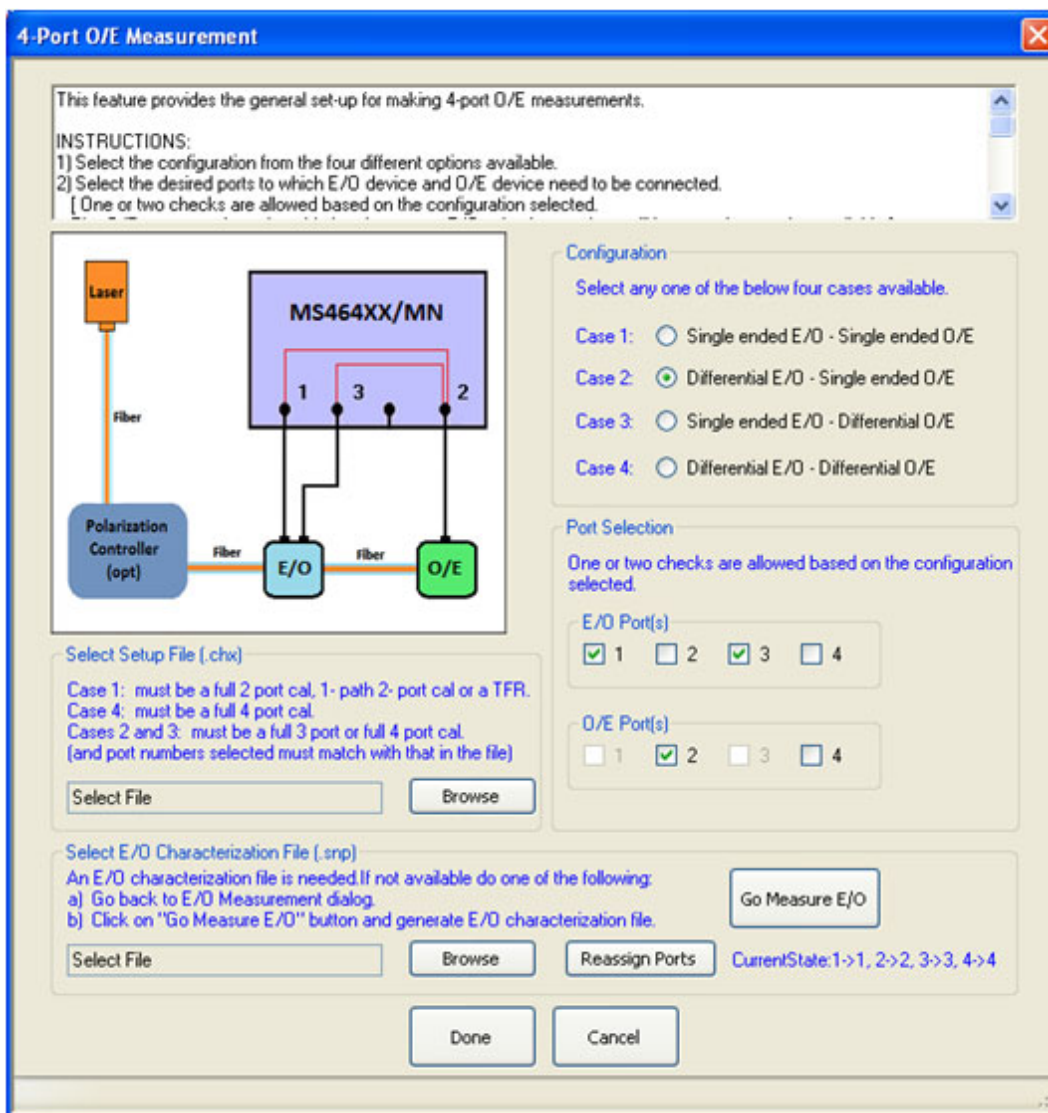 4-Port O/E Measurement
This feature provides the general set-up for making 4-port O/E measurements.
INSTRUCTIONS:
1) Select the configuration from the four different options available.
2) Select the desired ports to which E/O device and O/E device need to be connected.
[ One or two checks are allowed based on the configuration selected.
Laser
MS464XX/MN
1 3 2
Fiber
Polarization
Controller
(opt)
Fiber
E/O
Fiber
O/E
Configuration
Select any one of the below four cases available.
Case 1: Single ended E/O - Single ended O/E
Case 2: Differential E/O - Single ended O/E
Case 3: Single ended E/O - Differential O/E
Case 4: Differential E/O - Differential O/E
Port Selection
One or two checks are allowed based on the configuration
selected.
E/O Port(s)
1 2 3 4
O/E Port(s)
1 2 3 4
Select Setup File (.chx)
Case 1: must be a full 2 port cal, 1- path 2- port cal or a TFR.
Case 4: must be a full 4 port cal.
Cases 2 and 3: must be a full 3 port or full 4 port cal.
(and port numbers selected must match with that in the file)
Select File
Browse
Select E/O Characterization File (.snp)
An E/O characterization file is needed.If not available do one of the following:
a) Go back to E/O Measurement dialog.
b) Click on "Go Measure E/O" button and generate E/O characterization file.
Go Measure E/O
Select File
Browse
Reassign Ports
CurrentState:1->1, 2->2, 3->3, 4->4
Done
Cancel